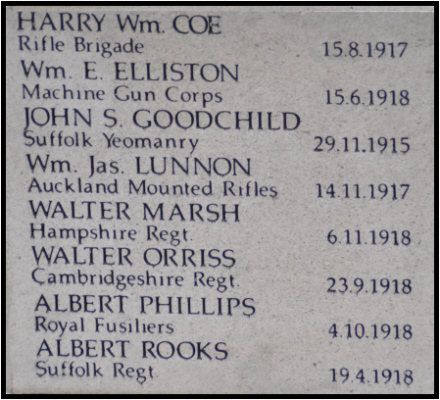 HARRY Wm. COE
Rifle Brigade 15.8.1917
Wm. E. ELLISTON
Machine Gun Corps 15.6.1918
JOHN S. GOODCHILD
Suffolk Yeomanry 29.11.1915
Wm. Jas. LUNNON
Auckland Mounted Rifles 14.11.1917
WALTER MARSH
Hampshire Regt. 6.11.1918
WALTER ORRISS
Cambridgeshire Regt. 23.9.1918
ALBERT PHILLIPS
Royal Fusiliers 4.10.1918
ALBERT ROOKS
Suffolk Regt 19.4.1918